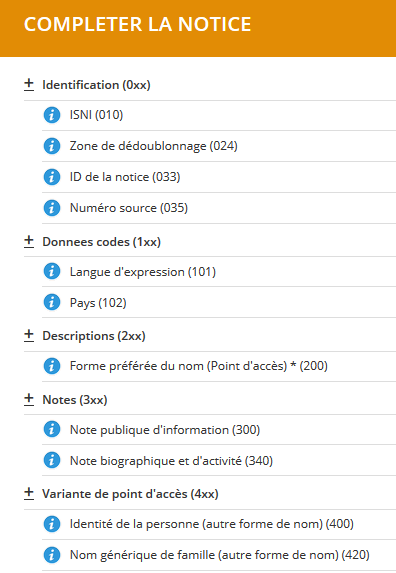 COMPLETER LA NOTICE
+ Identification (0xx)
i ISNI (010)
i Zone de dédoublonnage (024)
i ID de la notice (033)
i Numéro source (035)
+ Donnees codes (1xx)
i Langue d'expression (101)
i Pays (102)
+ Descriptions (2xx)
i Forme préférée du nom (Point d'accès) * (200)
+ Notes (3xx)
i Note publique d'information (300)
i Note biographique et d'activité (340)
+ Variante de point d'accès (4xx)
i Identité de la personne (autre forme de nom) (400)
i Nom générique de famille (autre forme de nom) (420)